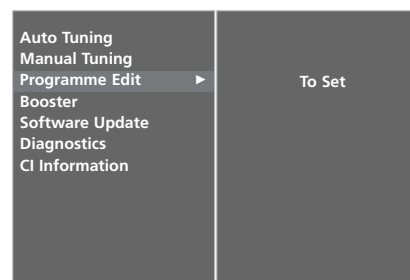 Auto Tuning
Manual Tuning
Programme Edit ►
To Set
Booster
Software Update
Diagnostics
CI Information